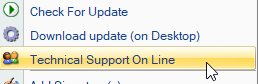 Check For Update
Download update (on Desktop)
Technical Support On Line